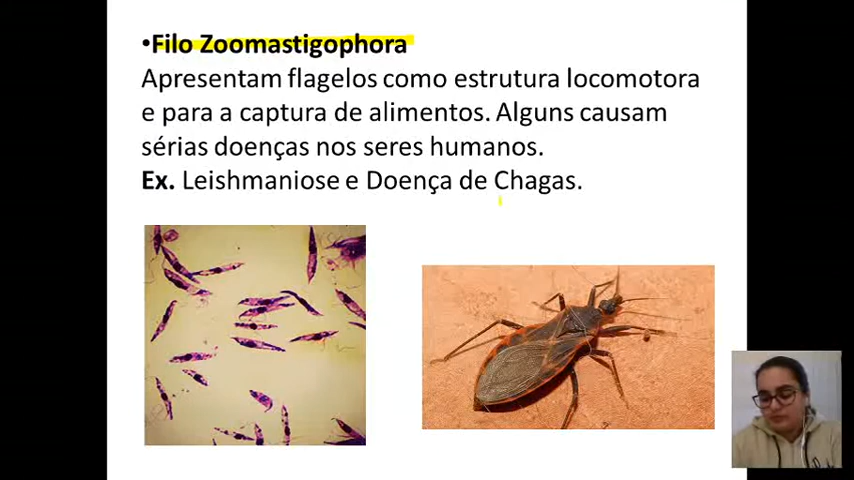 •Filo Zoomastigophora
Apresentam flagelos como estrutura locomotora
e para a captura de alimentos. Alguns causam
sérias doenças nos seres humanos.
Ex. Leishmaniose e Doença de Chagas.